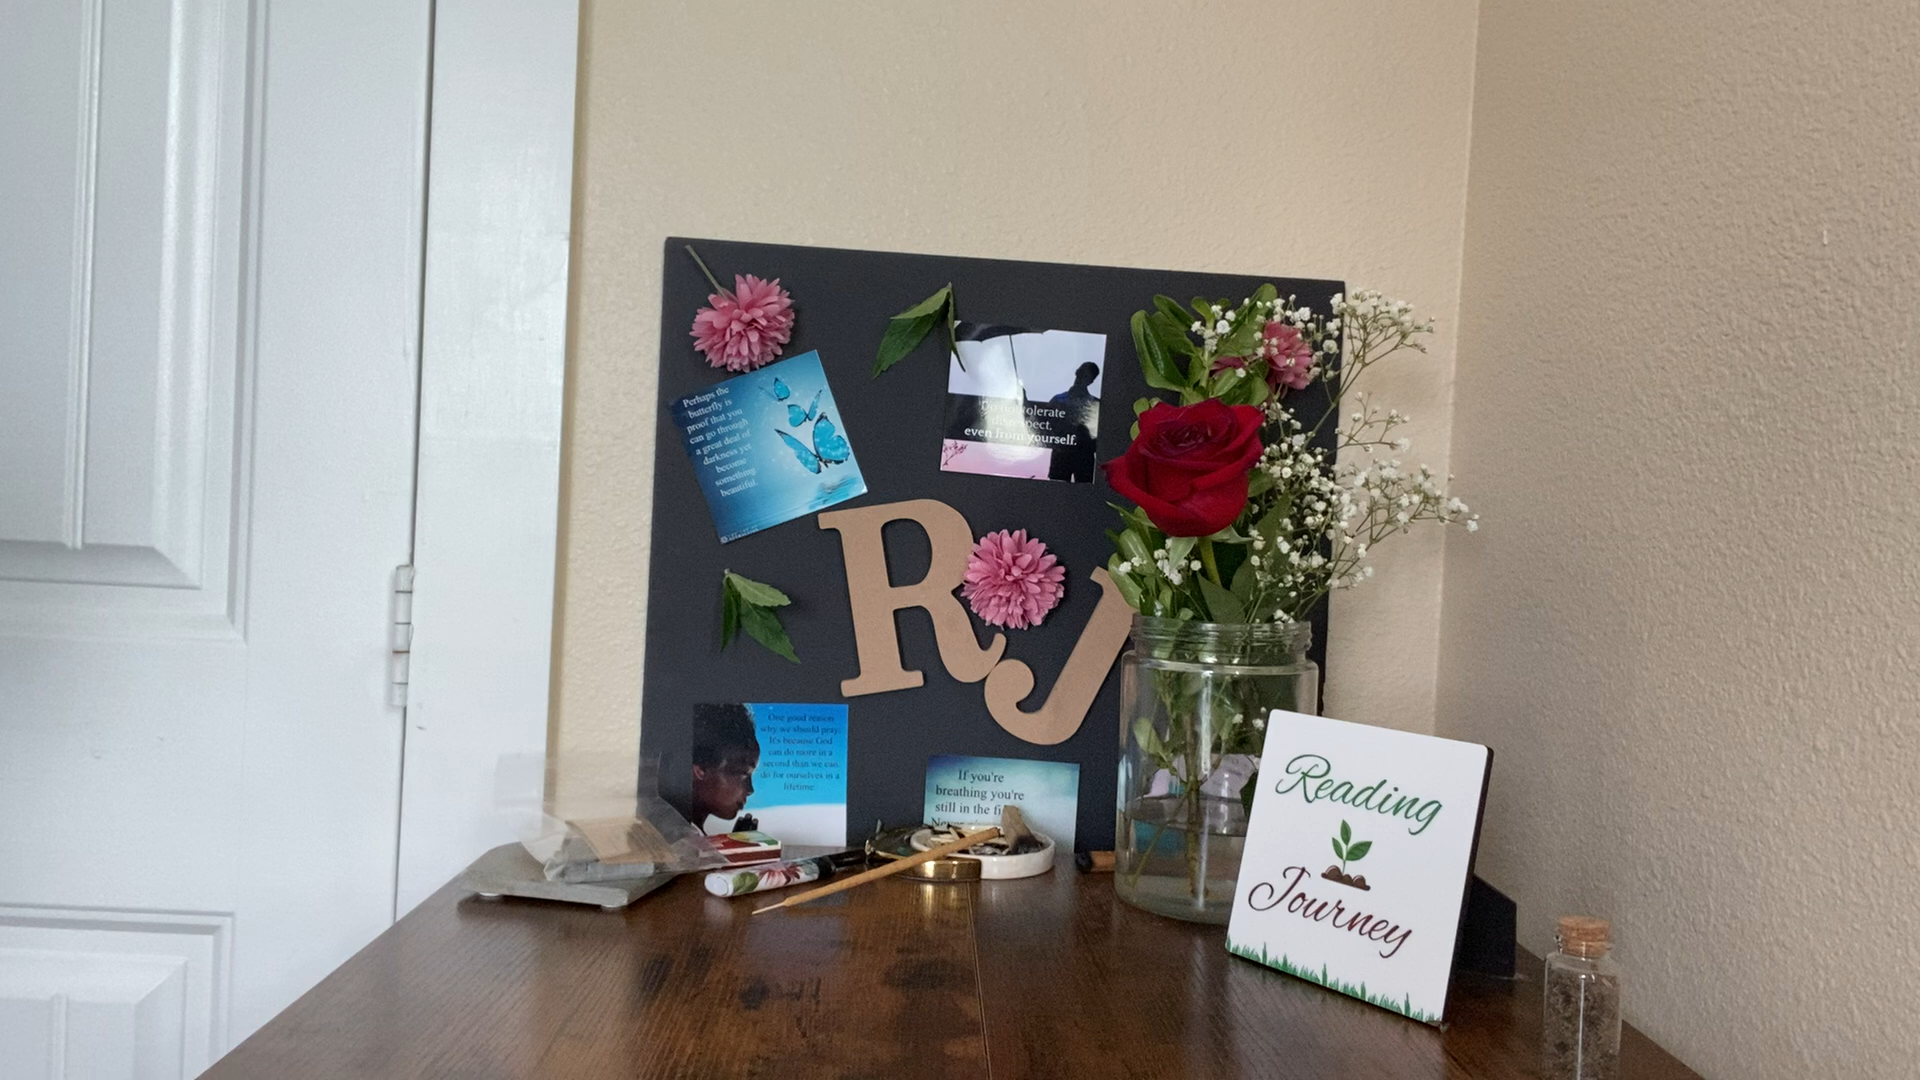 Perhaps the
butterfly is
proof that you
can go through
a great deal of
darkness yet
become
something
beautiful.
even from yourself.
R
J
One good reason
why we should pray.
It's because God
can do more in a
second than we can
do for ourselves in a
lifetime.
If you're
breathing you're
still in the
Reading
Journey